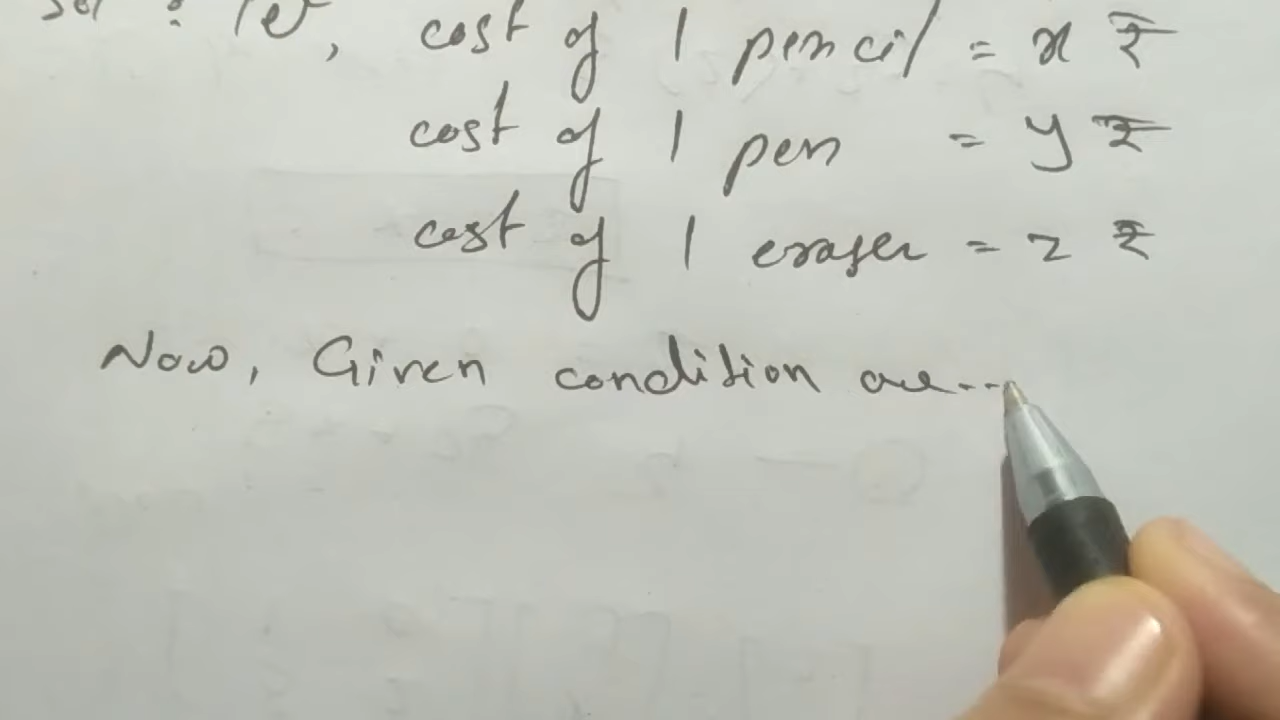 let, cost of 1 pencil = x ₹
cost of 1 pen = y ₹
cost of 1 eraser = z ₹
Now, Given condition are...